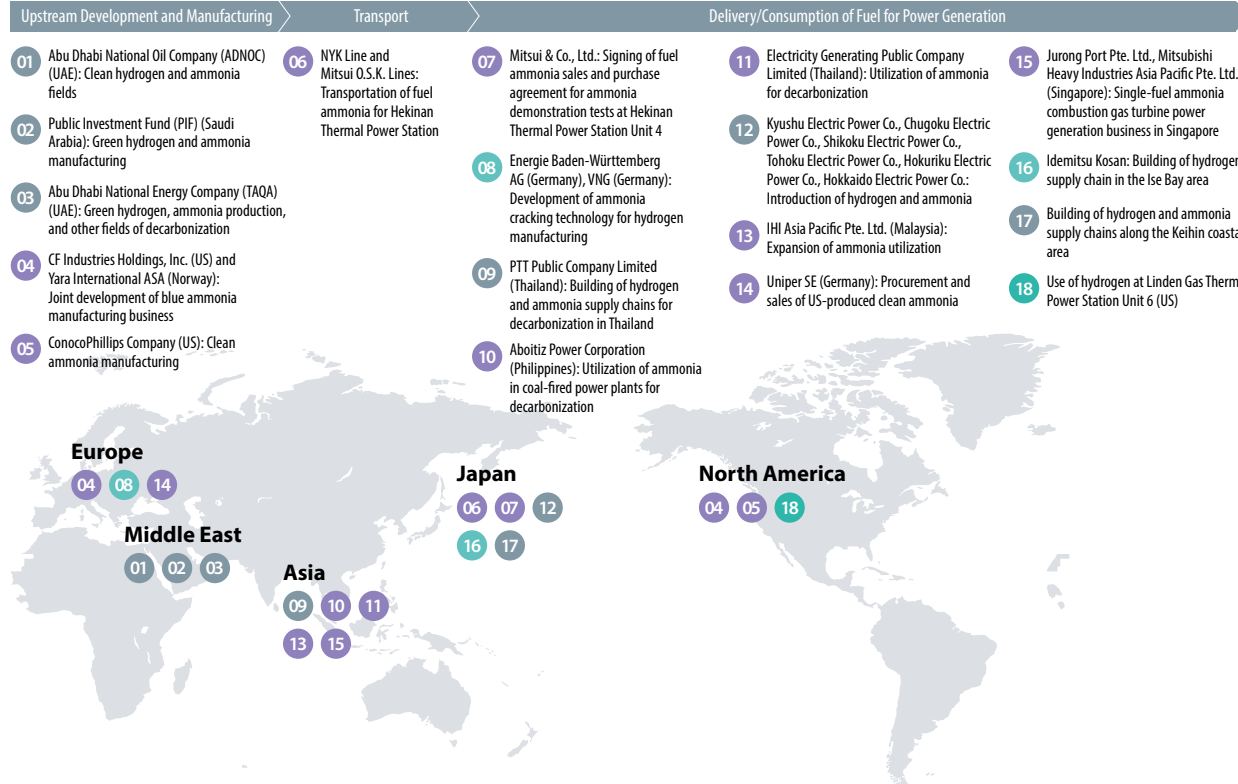 Upstream Development and Manufacturing
Transport
Delivery/Consumption of Fuel for Power Generation
01
Abu Dhabi National Oil Company (ADNOC)
(UAE): Clean hydrogen and ammonia
fields
02
Public Investment Fund (PIF) (Saudi
Arabia): Green hydrogen and ammonia
manufacturing
03
Abu Dhabi National Energy Company (TAQA)
(UAE): Green hydrogen, ammonia production,
and other fields of decarbonization
04
CF Industries Holdings, Inc. (US) and
Yara International ASA (Norway):
Joint development of blue ammonia
manufacturing business
05
ConocoPhillips Company (US): Clean
ammonia manufacturing
06
NYK Line and
Mitsui O.S.K. Lines:
Transportation of fuel
ammonia for Hekinan
Thermal Power Station
07
Mitsui & Co., Ltd.: Signing of fuel
ammonia sales and purchase
agreement for ammonia
demonstration tests at Hekinan
Thermal Power Station Unit 4
08
Energie Baden-Württemberg
AG (Germany), VNG (Germany):
Development of ammonia
cracking technology for hydrogen
manufacturing
09
PTT Public Company Limited
(Thailand): Building of hydrogen
and ammonia supply chains for
decarbonization in Thailand
10
Aboitiz Power Corporation
(Philippines): Utilization of ammonia
in coal-fired power plants for
decarbonization
11
Electricity Generating Public Company
Limited (Thailand): Utilization of ammonia
for decarbonization
12
Kyushu Electric Power Co., Chugoku Electric
Power Co., Shikoku Electric Power Co.,
Tohoku Electric Power Co., Hokuriku Electric
Power Co., Hokkaido Electric Power Co.:
Introduction of hydrogen and ammonia
13
IHI Asia Pacific Pte. Ltd. (Malaysia):
Expansion of ammonia utilization
14
Uniper SE (Germany): Procurement and
sales of US-produced clean ammonia
15
Jurong Port Pte. Ltd., Mitsubishi
Heavy Industries Asia Pacific Pte. Ltd.
(Singapore): Single-fuel ammonia
combustion gas turbine power
generation business in Singapore
16
Idemitsu Kosan: Building of hydrogen
supply chain in the Ise Bay area
17
Building of hydrogen and ammonia
supply chains along the Keihin coasta
area
18
Use of hydrogen at Linden Gas Therm
Power Station Unit 6 (US)
Europe
04 08 14
Middle East
01 02 03
Asia
09 10 11
13 15
Japan
06 07 12
16 17
North America
04 05 18